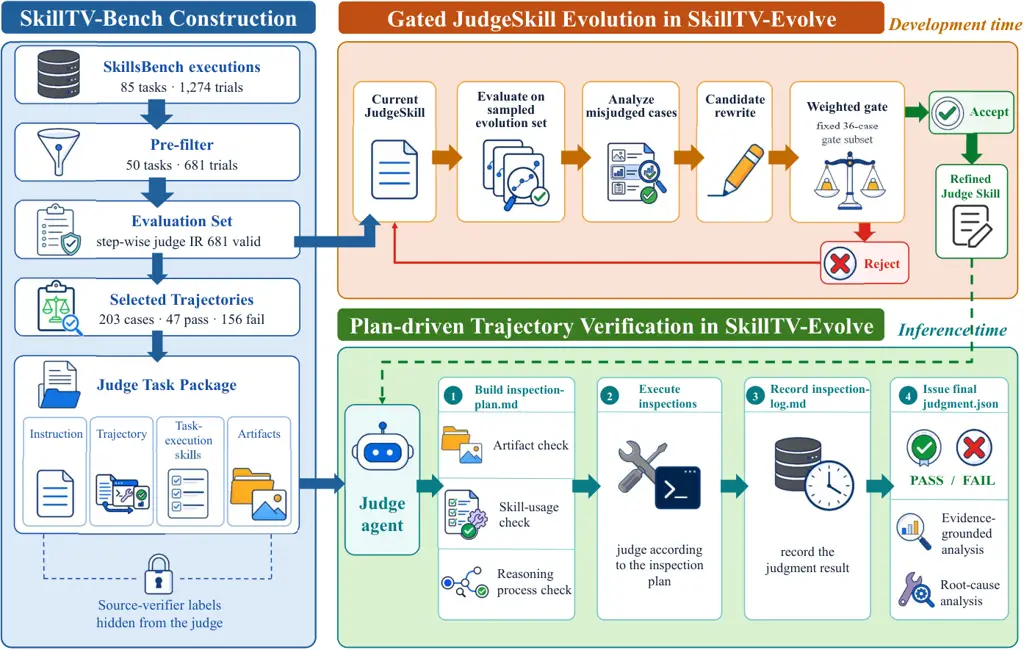 SkillTV-Bench Construction
SkillsBench executions
85 tasks · 1,274 trials
Pre-filter
50 tasks · 681 trials
Evaluation Set
step-wise judge IR 681 valid
Selected Trajectories
203 cases · 47 pass · 156 fail
Judge Task Package
Instruction
Trajectory
Task-
execution
skills
Artifacts
Source-verifier labels
hidden from the judge
Gated JudgeSkill Evolution in SkillTV-Evolve
Development time
Current
JudgeSkill
Evaluate on
sampled
evolution set
Analyze
misjudged cases
Candidate
rewrite
Weighted gate
fixed 36-case
gate subset
Accept
Reject
Refined
Judge Skill
Plan-driven Trajectory Verification in SkillTV-Evolve
Inference time
Judge
agent
1
Build inspection-
plan.md
Artifact check
Skill-usage
check
Reasoning
process check
2
Execute
inspections
judge according
to the inspection
plan
3
Record inspection-
log.md
record the
judgment result
4
Issue final
judgment.json
PASS / FAIL
Evidence-
grounded
analysis
Root-cause
analysis